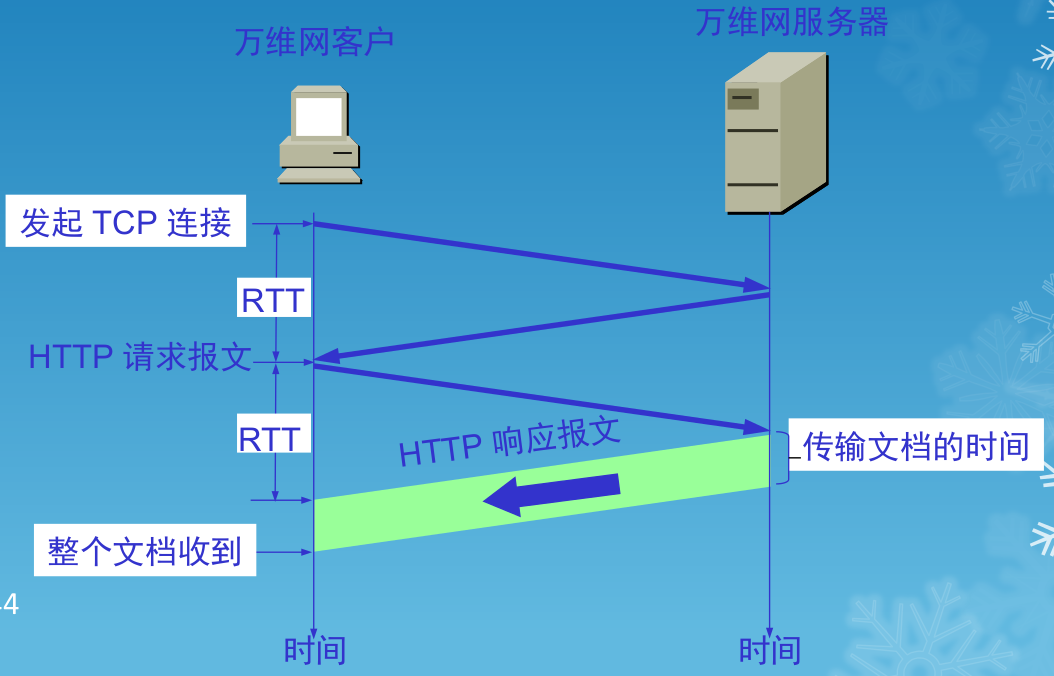 万维网客户
万维网服务器
发起 TCP 连接
RTT
HTTP 请求报文
RTT
HTTP 响应报文
传输文档的时间
整个文档收到
4
时间
时间